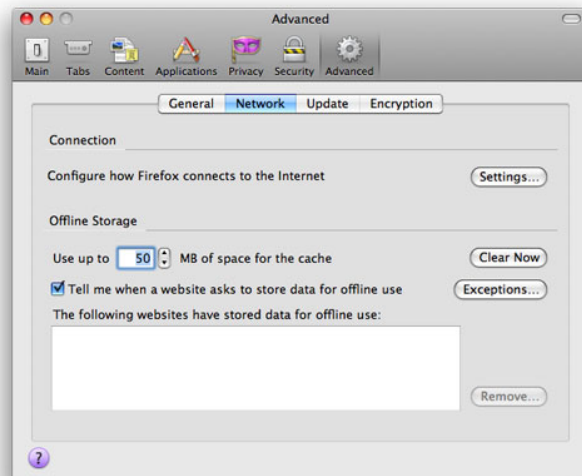 Advanced
Main Tabs Content Applications Privacy Security Advanced
General Network Update Encryption
Connection
Configure how Firefox connects to the Internet Settings...
Offline Storage
Use up to 50 MB of space for the cache Clear Now
Tell me when a website asks to store data for offline use Exceptions...
The following websites have stored data for offline use:
Remove...
?